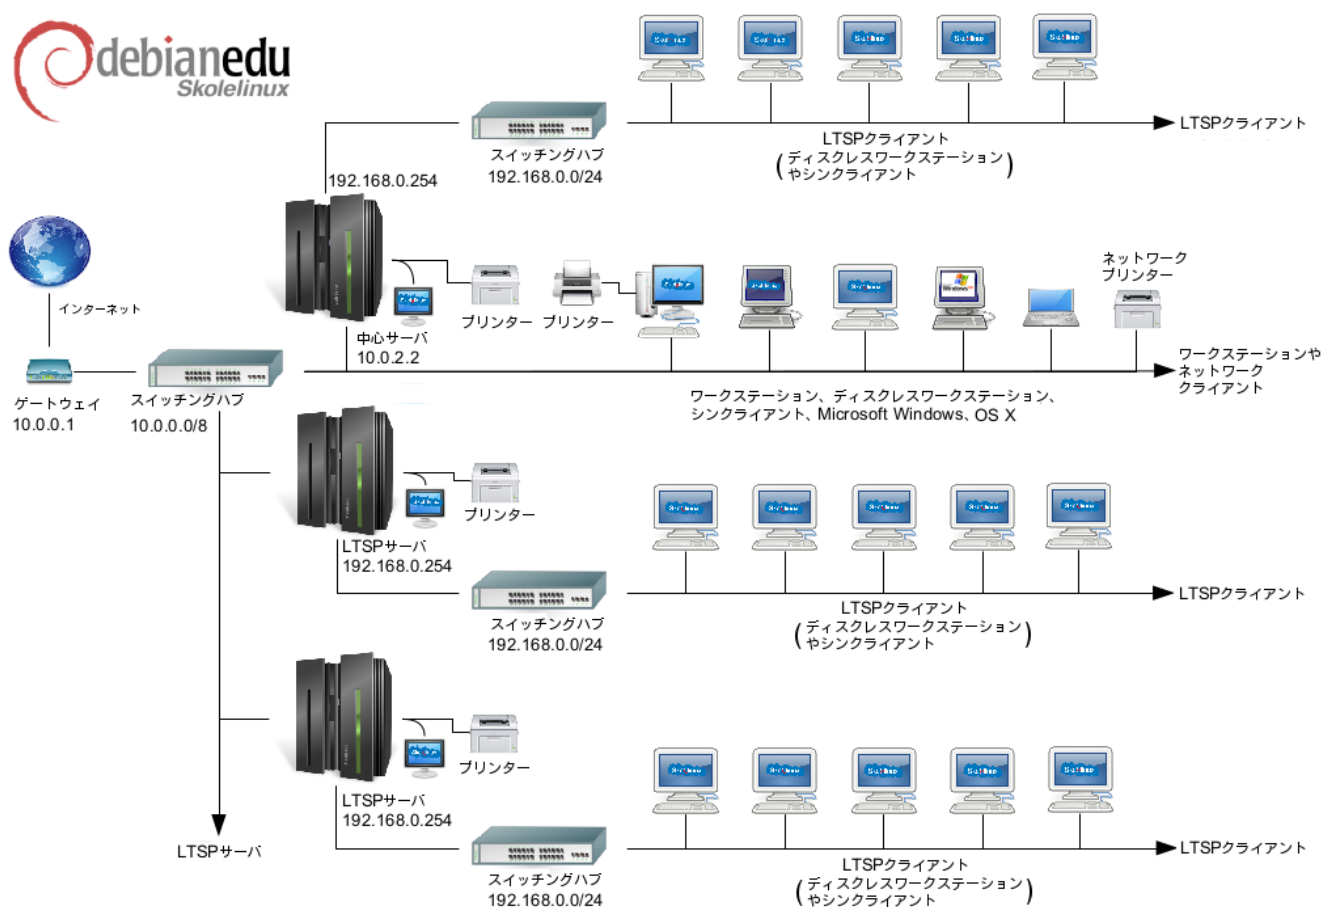 debianedu
Skolelinux
LTSPクライアント
スイッチングハブ
192.168.0.0/24
LTSPクライアント
(ディスクレスワークステーション
やシンクライアント)
192.168.0.254
インターネット
中心サーバ
10.0.2.2
プリンター
プリンター
Windows
ネットワーク
プリンター
ワークステーションや
ネットワーク
クライアント
ゲートウェイ
10.0.0.1
スイッチングハブ
10.0.0.0/8
ワークステーション、ディスクレスワークステーション、
シンクライアント、Microsoft Windows、OS X
プリンター
LTSPサーバ
192.168.0.254
スイッチングハブ
192.168.0.0/24
LTSPクライアント
(ディスクレスワークステーション
やシンクライアント)
LTSPクライアント
プリンター
LTSPサーバ
192.168.0.254
LTSPサーバ
スイッチングハブ
192.168.0.0/24
LTSPクライアント
(ディスクレスワークステーション
やシンクライアント)
LTSPクライアント